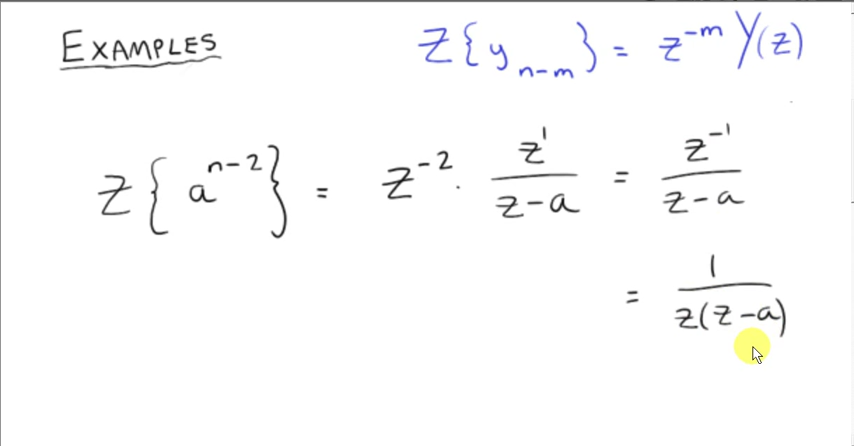 EXAMPLES
Z{y_{n-m}} = z^{-m} Y(z)
Z{a^{n-2}} = z^{-2} · z^1/(z-a) = z^{-1}/(z-a)
= 1/(z(z-a))